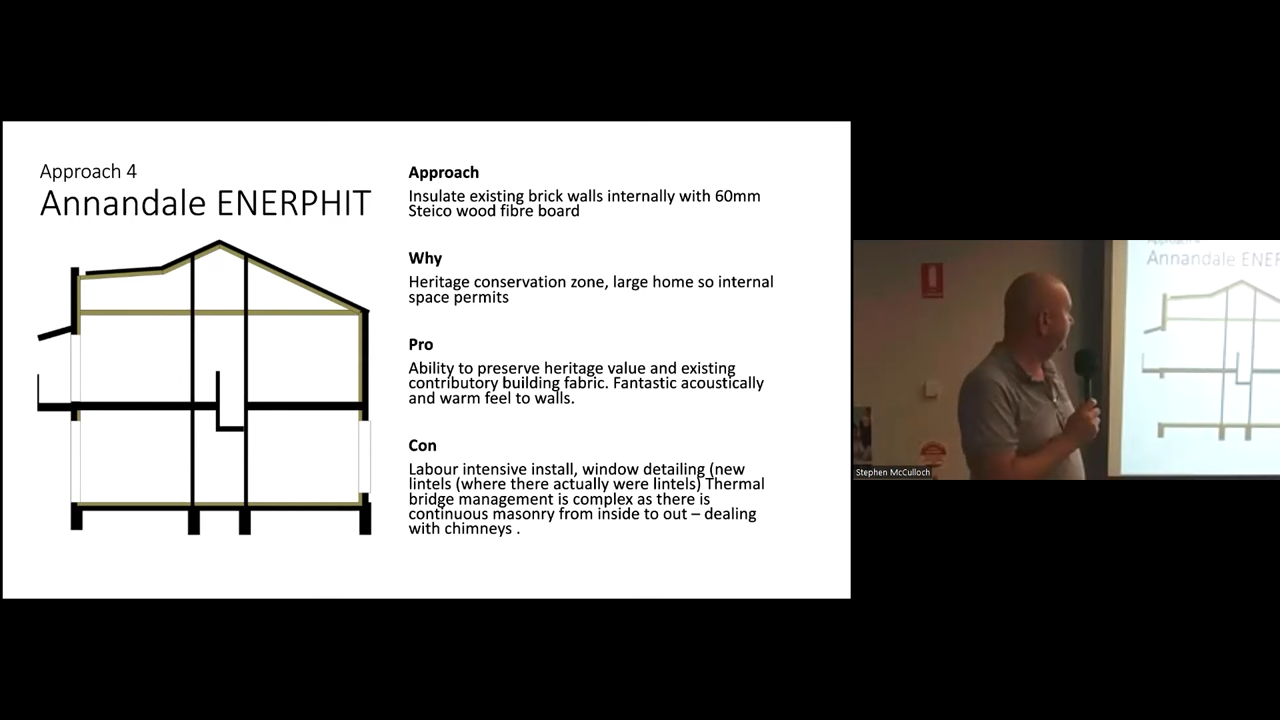 Approach 4
Annandale ENERPHIT
Approach
Insulate existing brick walls internally with 60mm
Steico wood fibre board
Why
Heritage conservation zone, large home so internal
space permits
Pro
Ability to preserve heritage value and existing
contributory building fabric. Fantastic acoustically
and warm feel to walls.
Con
Labour intensive install, window detailing (new
lintels (where there actually were lintels) Thermal
bridge management is complex as there is
continuous masonry from inside to out – dealing
with chimneys .
Annandale ENER
Stephen McCulloch